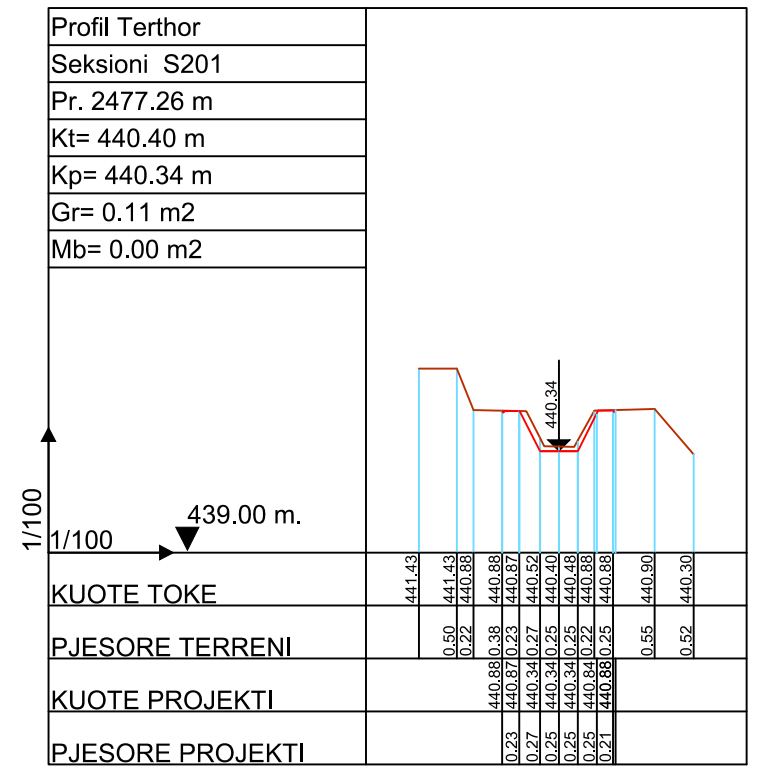 Profil Terthor
Seksioni S201
Pr. 2477.26 m
Kt= 440.40 m
Kp= 440.34 m
Gr= 0.11 m2
Mb= 0.00 m2
440.34
439.00 m.
1/100
1/100
KUOTE TOKE 441.43 441.43 440.88 440.88 440.87 440.52 440.40 440.48 440.88 440.88 440.90 440.30
PJESORE TERRENI 0.50 0.22 0.38 0.23 0.27 0.25 0.25 0.22 0.25 0.55 0.52
KUOTE PROJEKTI 440.88 440.87 440.34 440.34 440.34 440.84 440.88
PJESORE PROJEKTI 0.23 0.27 0.25 0.25 0.25 0.21